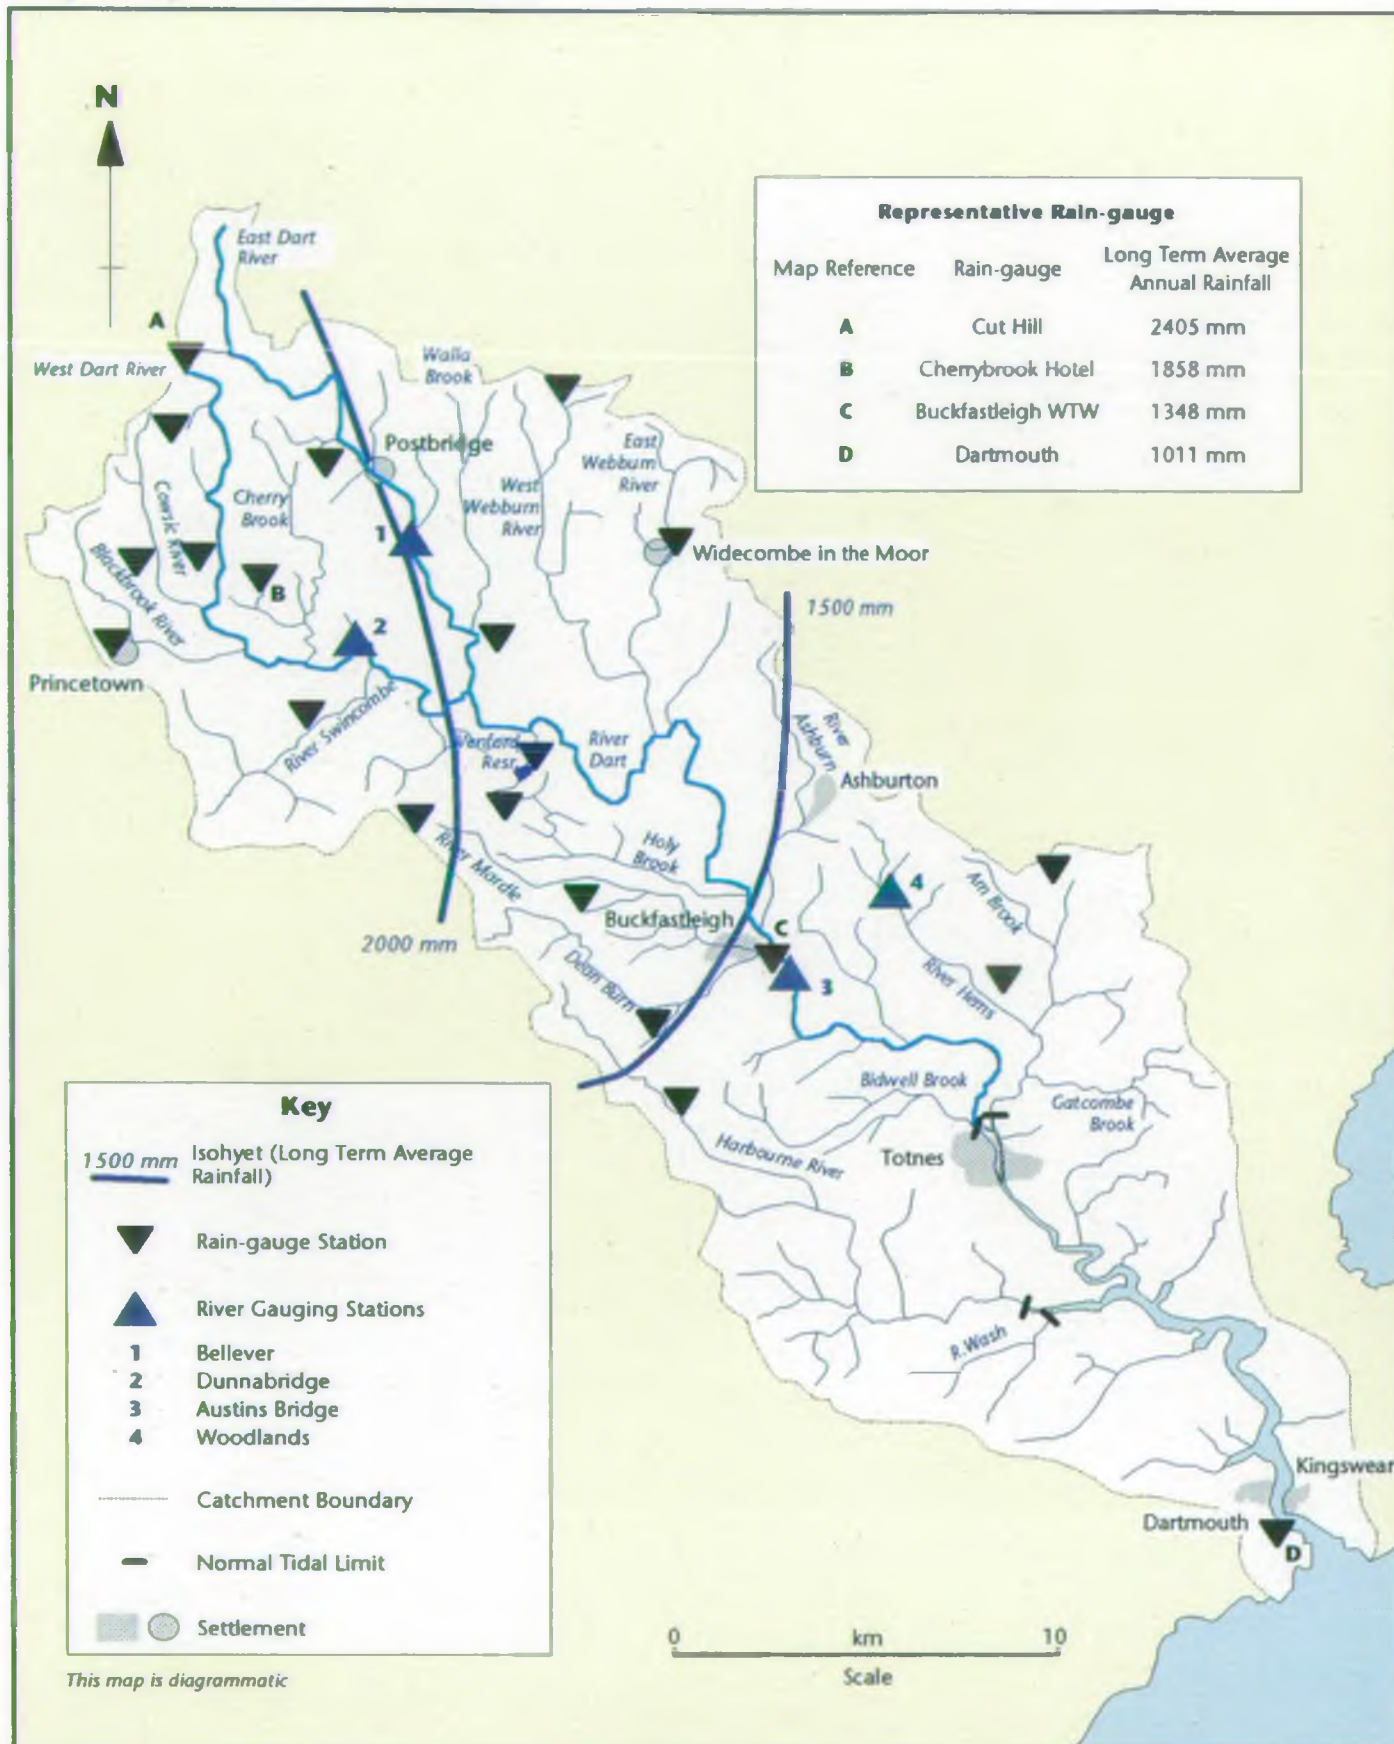 N
East Dart
River
A
West Dart River
Walla
Brook
Postbridge
East
Webburn
River
West
Webburn
River
Cowsic River
Cherry
Brook
1
Blackbrook River
B
Widecombe in the Moor
2
1500 mm
Princetown
River Swincombe
Venford
Resr.
River
Dart
River
Ashburn
Ashburton
Holy
Brook
River Mardle
4
Am Brook
Buckfastleigh
C
2000 mm
Dean Burn
3
River Hems
Bidwell Brook
Gatcombe
Brook
Harbourne River
Totnes
R.Wash
Kingswear
Dartmouth
D
Representative Rain-gauge
Map Reference Rain-gauge Long Term Average
Annual Rainfall
A Cut Hill 2405 mm
B Cherrybrook Hotel 1858 mm
C Buckfastleigh WTW 1348 mm
D Dartmouth 1011 mm
Key
1500 mm Isohyet (Long Term Average
Rainfall)
Rain-gauge Station
River Gauging Stations
1 Bellever
2 Dunnabridge
3 Austins Bridge
4 Woodlands
Catchment Boundary
Normal Tidal Limit
Settlement
This map is diagrammatic
0 km 10
Scale